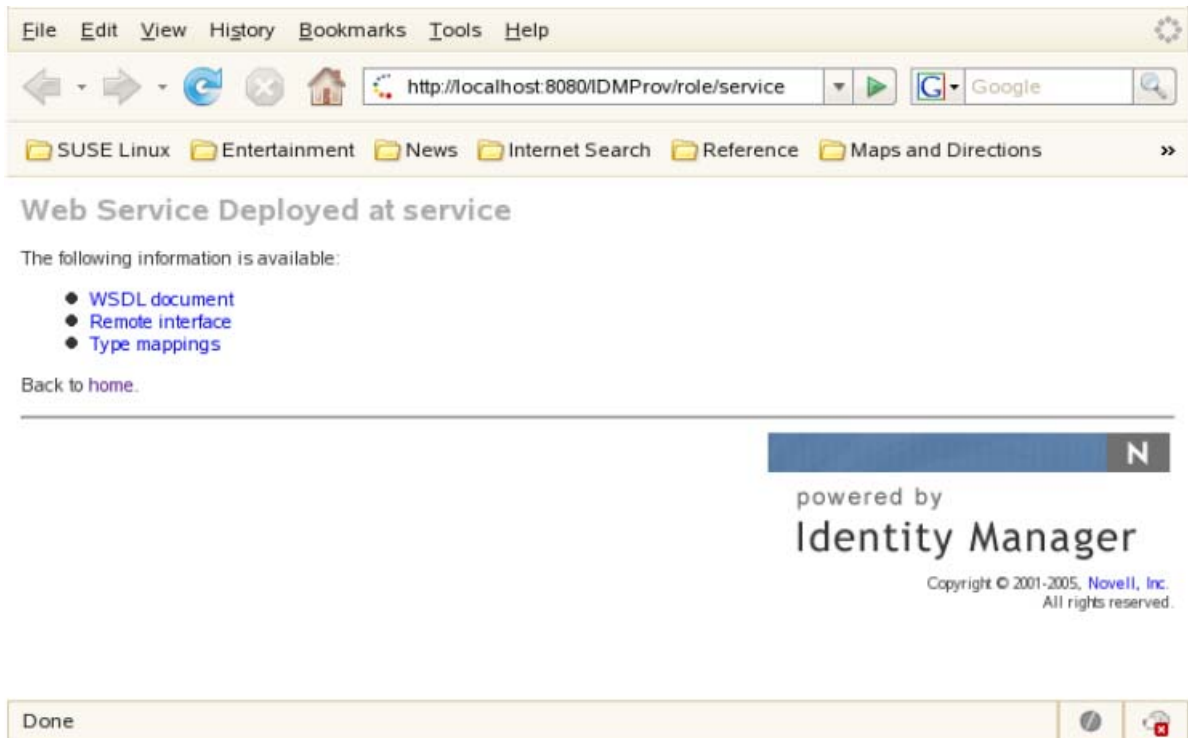 File Edit View History Bookmarks Tools Help
http://localhost:8080/IDMProv/role/service G Google
SUSE Linux Entertainment News Internet Search Reference Maps and Directions »
Web Service Deployed at service
The following information is available:
● WSDL document
● Remote interface
● Type mappings
Back to home.
N
powered by
Identity Manager
Copyright © 2001-2005, Novell, Inc.
All rights reserved.
Done